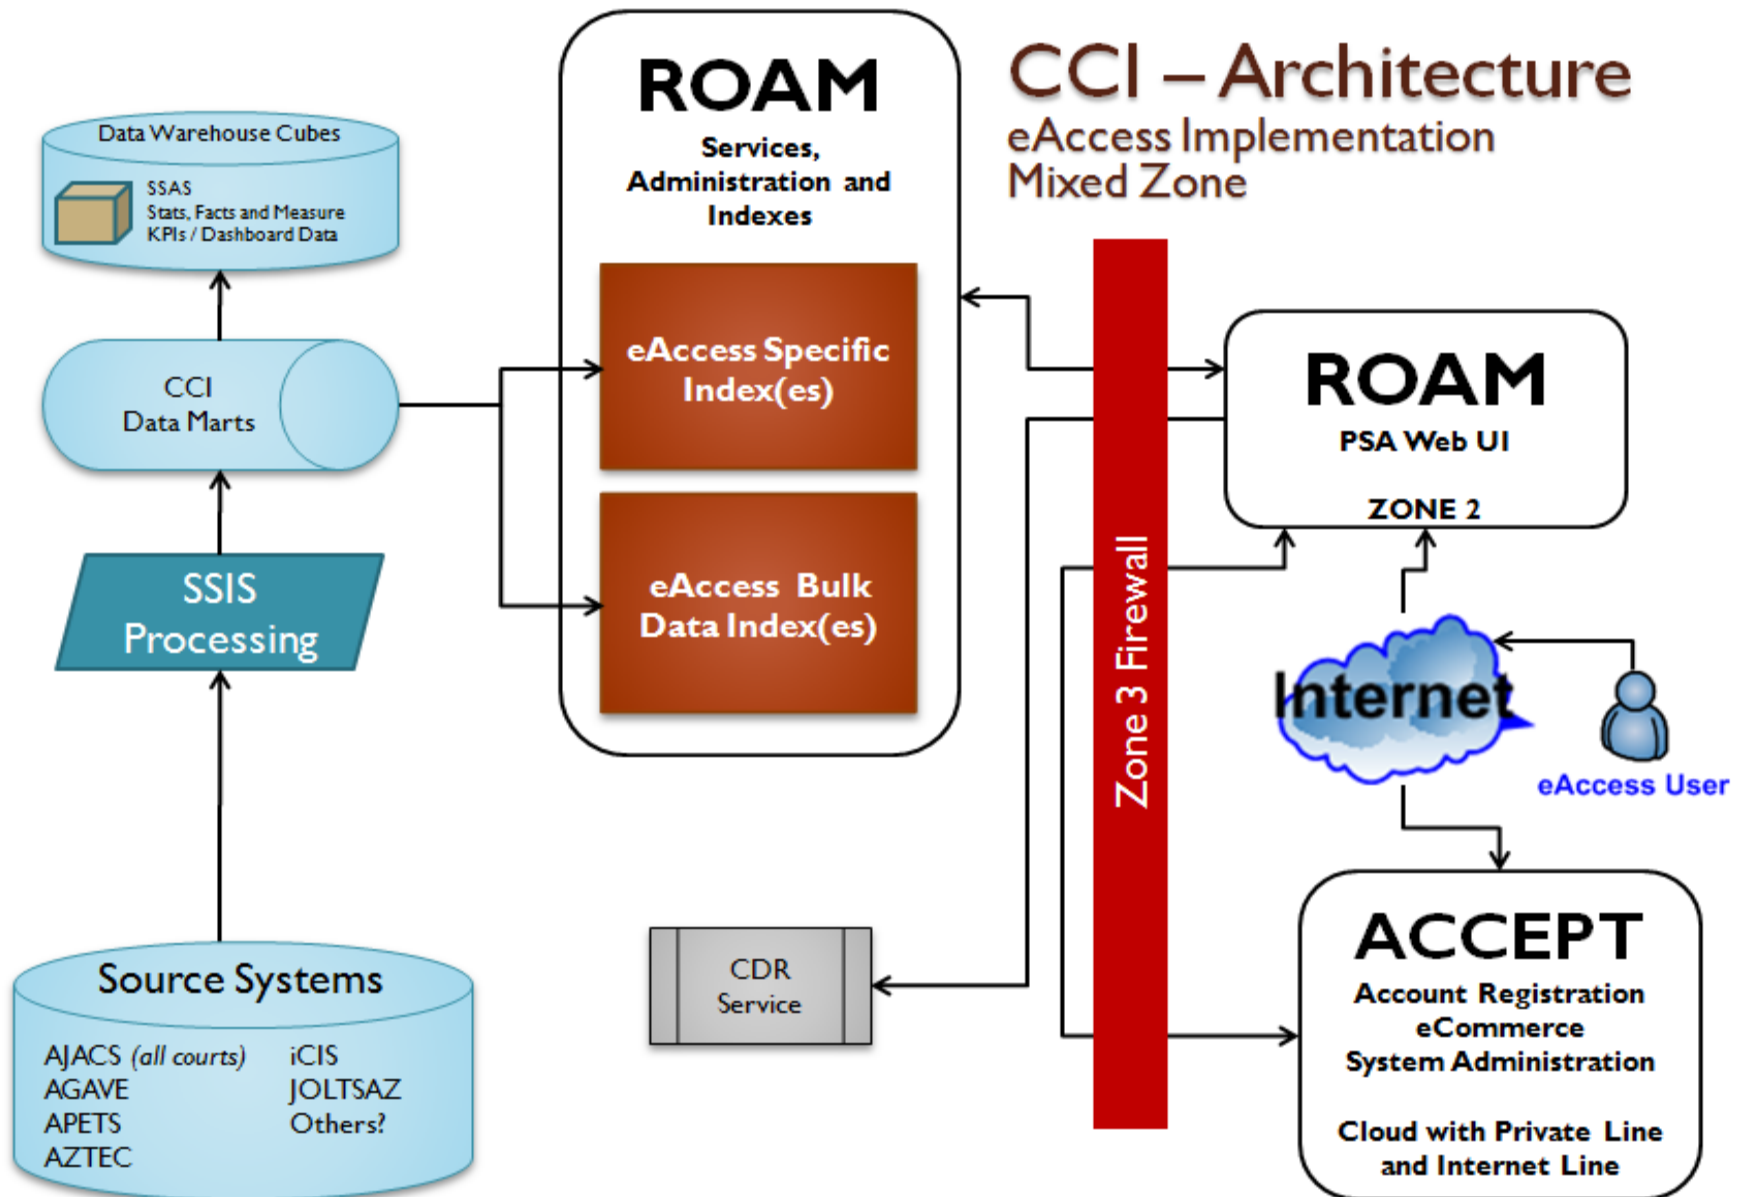 CCI – Architecture
eAccess Implementation
Mixed Zone
Data Warehouse Cubes
SSAS
Stats, Facts and Measure
KPIs / Dashboard Data
CCI
Data Marts
SSIS
Processing
Source Systems
AJACS (all courts)
AGAVE
APETS
AZTEC
iCIS
JOLTSAZ
Others?
ROAM
Services,
Administration and
Indexes
eAccess Specific
Index(es)
eAccess Bulk
Data Index(es)
CDR
Service
Zone 3 Firewall
ROAM
PSA Web UI
ZONE 2
Internet
eAccess User
ACCEPT
Account Registration
eCommerce
System Administration
Cloud with Private Line
and Internet Line